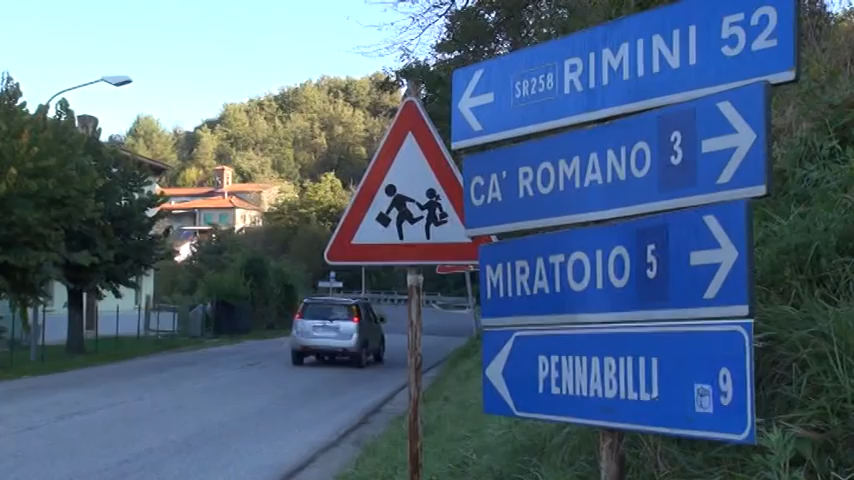 SR258 RIMINI 52
CA' ROMANO 3
MIRATOIO 5
PENNABILLI 9